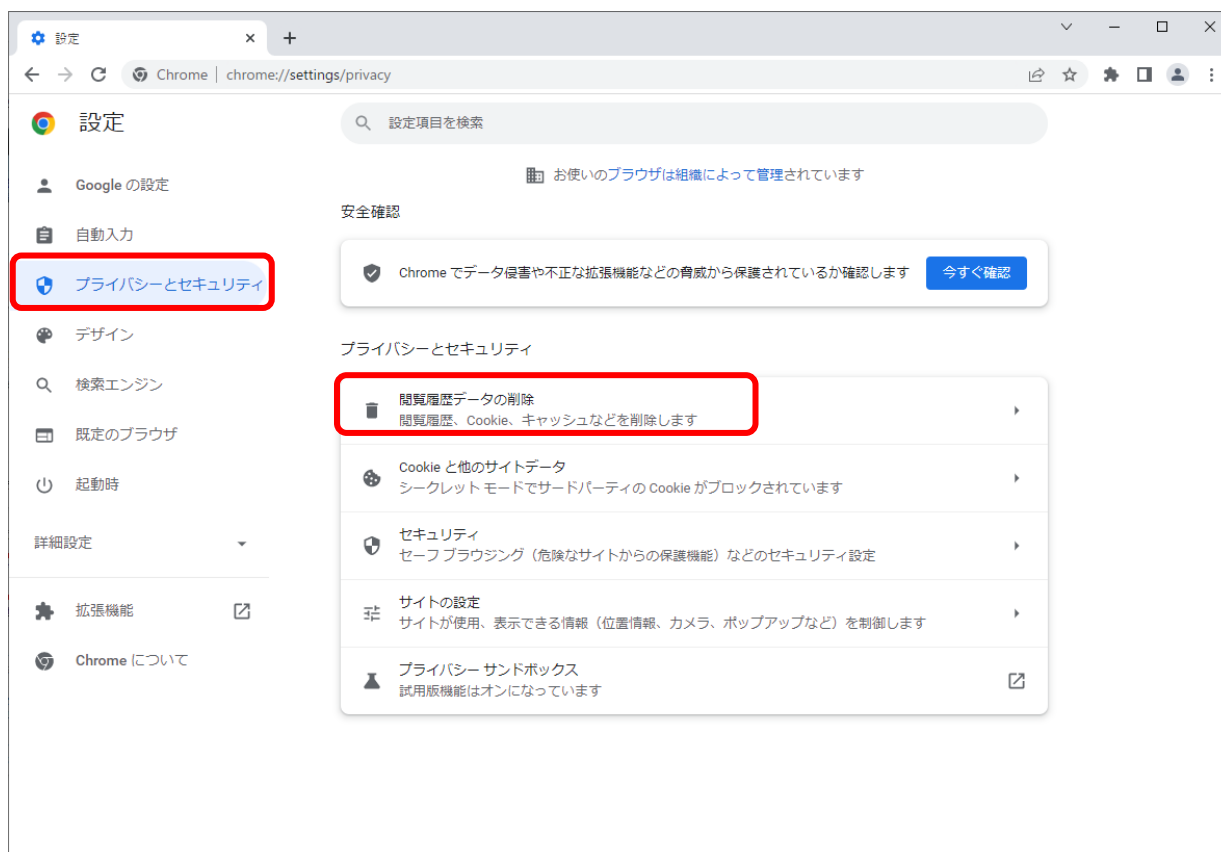 設定
Chrome | chrome://settings/privacy
設定
設定項目を検索
お使いのブラウザは組織によって管理されています
Google の設定
自動入力
プライバシーとセキュリティ
デザイン
検索エンジン
既定のブラウザ
起動時
詳細設定
拡張機能
Chrome について
安全確認
Chrome でデータ侵害や不正な拡張機能などの脅威から保護されているか確認します
今すぐ確認
プライバシーとセキュリティ
閲覧履歴データの削除
閲覧履歴、Cookie、キャッシュなどを削除します
Cookie と他のサイトデータ
シークレット モードでサードパーティの Cookie がブロックされています
セキュリティ
セーフ ブラウジング（危険なサイトからの保護機能）などのセキュリティ設定
サイトの設定
サイトが使用、表示できる情報（位置情報、カメラ、ポップアップなど）を制御します
プライバシー サンドボックス
試用版機能はオンになっています